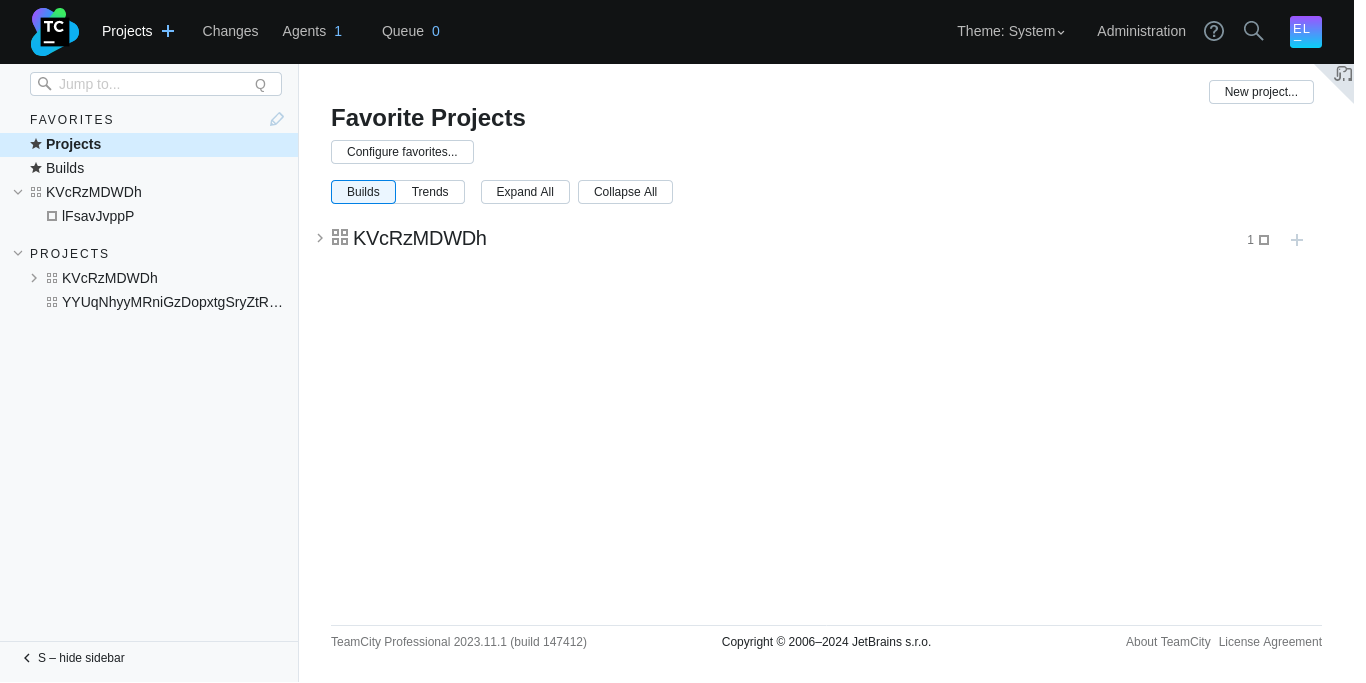 TC
Projects
Changes
Agents 1
Queue 0
Theme: System
Administration
EL
Jump to...
Q
FAVORITES
Projects
Builds
KVcRzMDWDh
lFsavJvppP
PROJECTS
KVcRzMDWDh
YYUqNhyyMRniGzDopxtgSryZtR…
S – hide sidebar
New project...
Favorite Projects
Configure favorites...
Builds
Trends
Expand All
Collapse All
KVcRzMDWDh
1
TeamCity Professional 2023.11.1 (build 147412)
Copyright © 2006–2024 JetBrains s.r.o.
About TeamCity
License Agreement